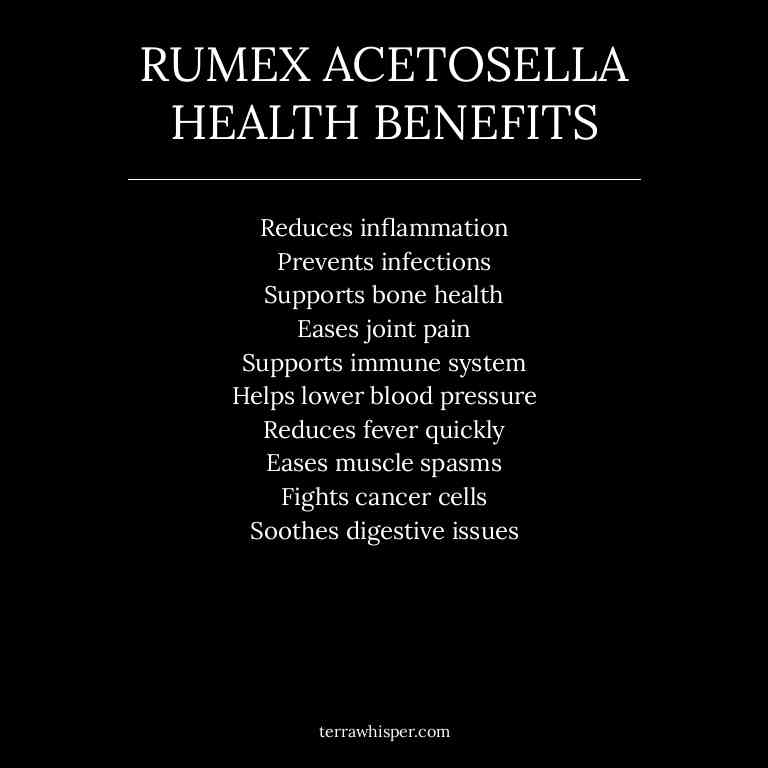 RUMEX ACETOSELLA
HEALTH BENEFITS
Reduces inflammation
Prevents infections
Supports bone health
Eases joint pain
Supports immune system
Helps lower blood pressure
Reduces fever quickly
Eases muscle spasms
Fights cancer cells
Soothes digestive issues
terrawhisper.com